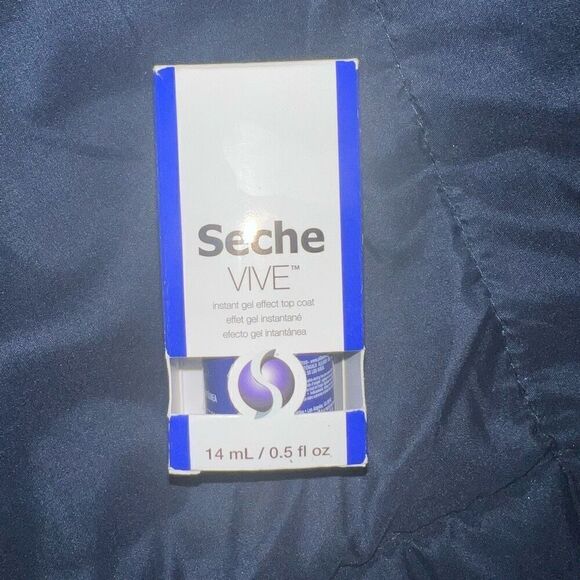 Seche
VIVE™
instant gel effect top coat
effet gel instantané
efecto gel intantánea
14 mL / 0.5 fl oz